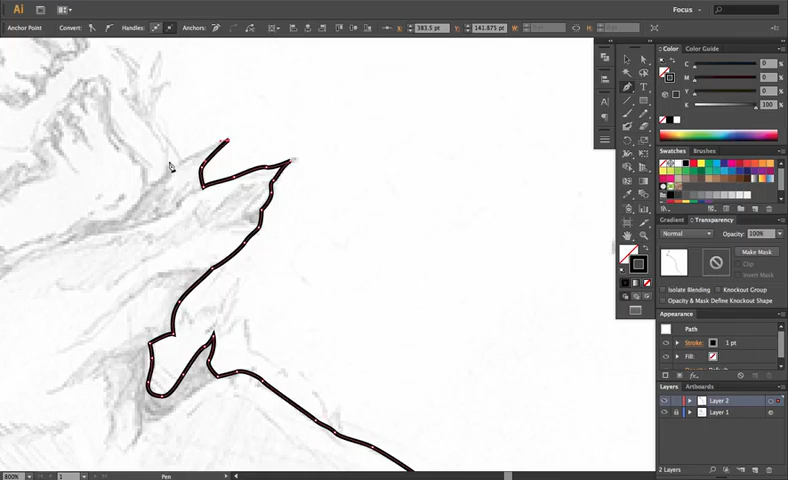 Ai
Br
Focus
Anchor Point
Convert:
Handles:
Anchors:
X: 383.5 pt
Y: 141.875 pt
W:
H:
Color
Color Guide
C 0
M 0
Y 0
K 100
Swatches
Brushes
Gradient
Transparency
Normal
Opacity: 100%
Make Mask
Clip
Invert Mask
Isolate Blending
Knockout Group
Opacity & Mask Define Knockout Shape
Appearance
Path
Stroke: 1 pt
Fill:
Layers
Artboards
Layer 2
Layer 1
2 Layers
800%
1
Pen